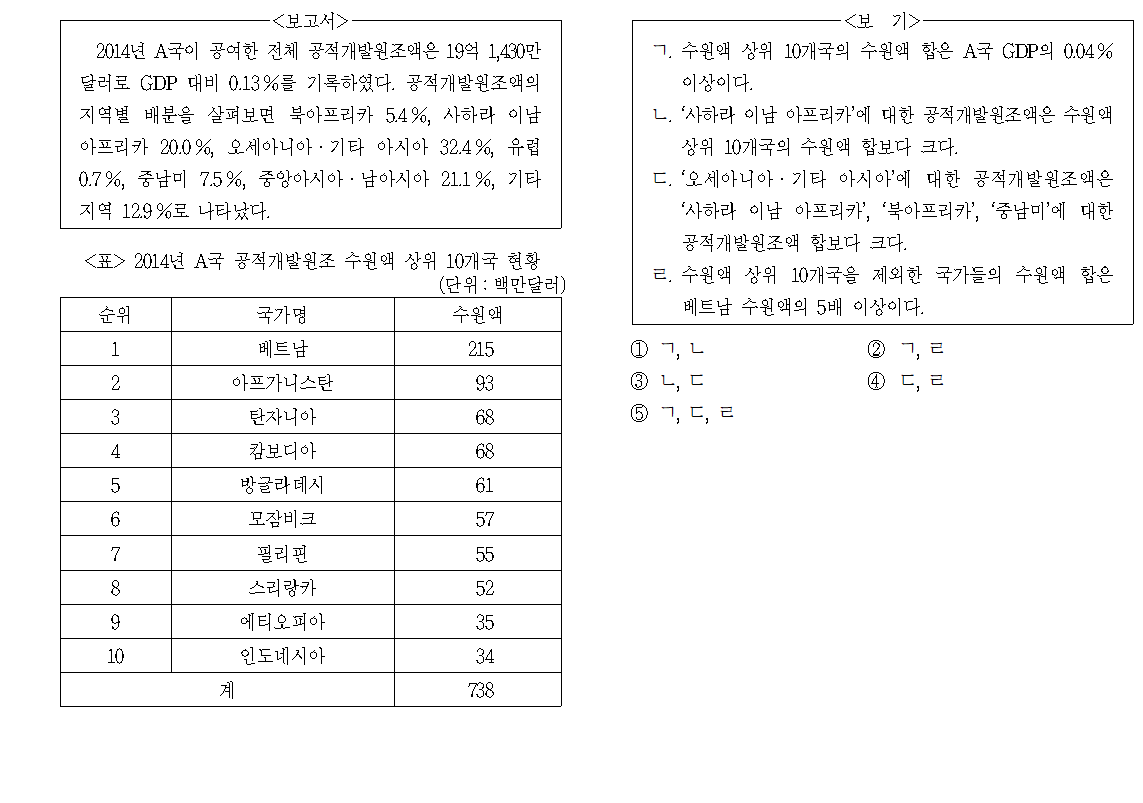 <보고서>
2014년 A국이 공여한 전체 공적개발원조액은 19억 1,430만
달러로 GDP 대비 0.13%를 기록하였다. 공적개발원조액의
지역별 배분을 살펴보면 북아프리카 5.4%, 사하라 이남
아프리카 20.0%, 오세아니아·기타 아시아 32.4%, 유럽
0.7%, 중남미 7.5%, 중앙아시아·남아시아 21.1%, 기타
지역 12.9%로 나타났다.
<표> 2014년 A국 공적개발원조 수원액 상위 10개국 현황
(단위 : 백만달러)
순위 국가명 수원액
1 베트남 215
2 아프가니스탄 93
3 탄자니아 68
4 캄보디아 68
5 방글라데시 61
6 모잠비크 57
7 필리핀 55
8 스리랑카 52
9 에티오피아 35
10 인도네시아 34
계 738
<보 기>
ㄱ. 수원액 상위 10개국의 수원액 합은 A국 GDP의 0.04%
이상이다.
ㄴ. ‘사하라 이남 아프리카’에 대한 공적개발원조액은 수원액
상위 10개국의 수원액 합보다 크다.
ㄷ. ‘오세아니아·기타 아시아’에 대한 공적개발원조액은
‘사하라 이남 아프리카’, ‘북아프리카’, ‘중남미’에 대한
공적개발원조액 합보다 크다.
ㄹ. 수원액 상위 10개국을 제외한 국가들의 수원액 합은
베트남 수원액의 5배 이상이다.
① ㄱ, ㄴ ② ㄱ, ㄹ
③ ㄴ, ㄷ ④ ㄷ, ㄹ
⑤ ㄱ, ㄷ, ㄹ